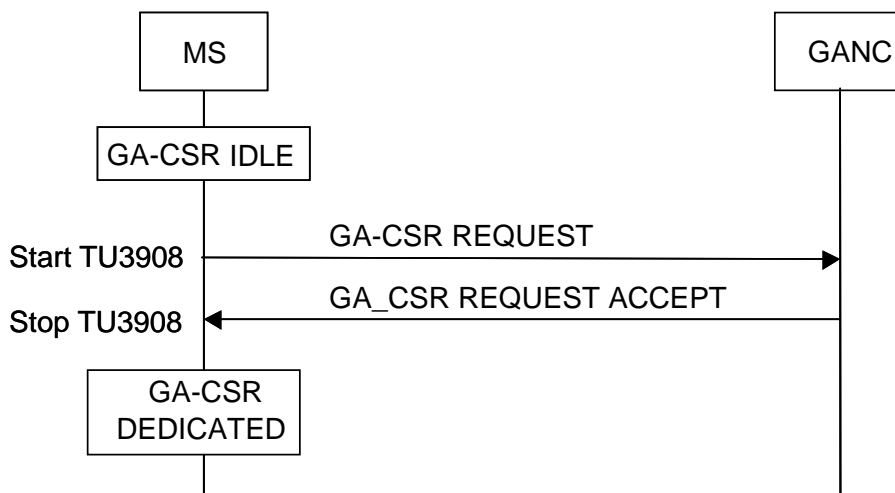 MS
GANC
GA-CSR IDLE
GA-CSR REQUEST
Start TU3908
GA_CSR REQUEST ACCEPT
Stop TU3908
GA-CSR
DEDICATED